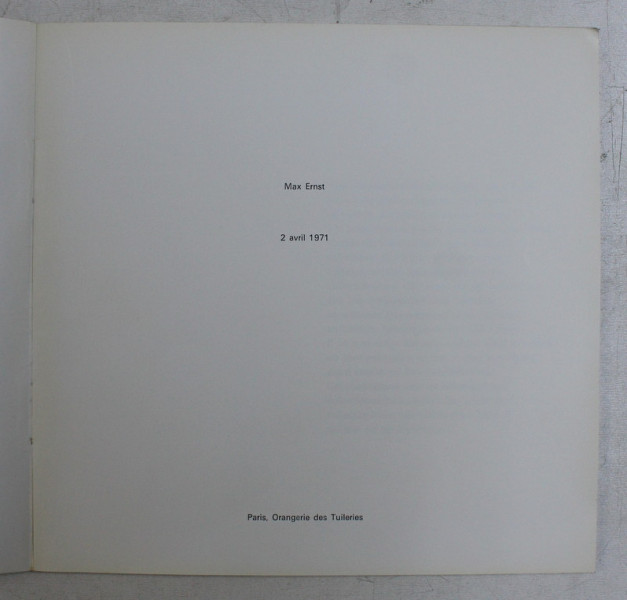 Max Ernst
2 avril 1971
Paris, Orangerie des Tuileries